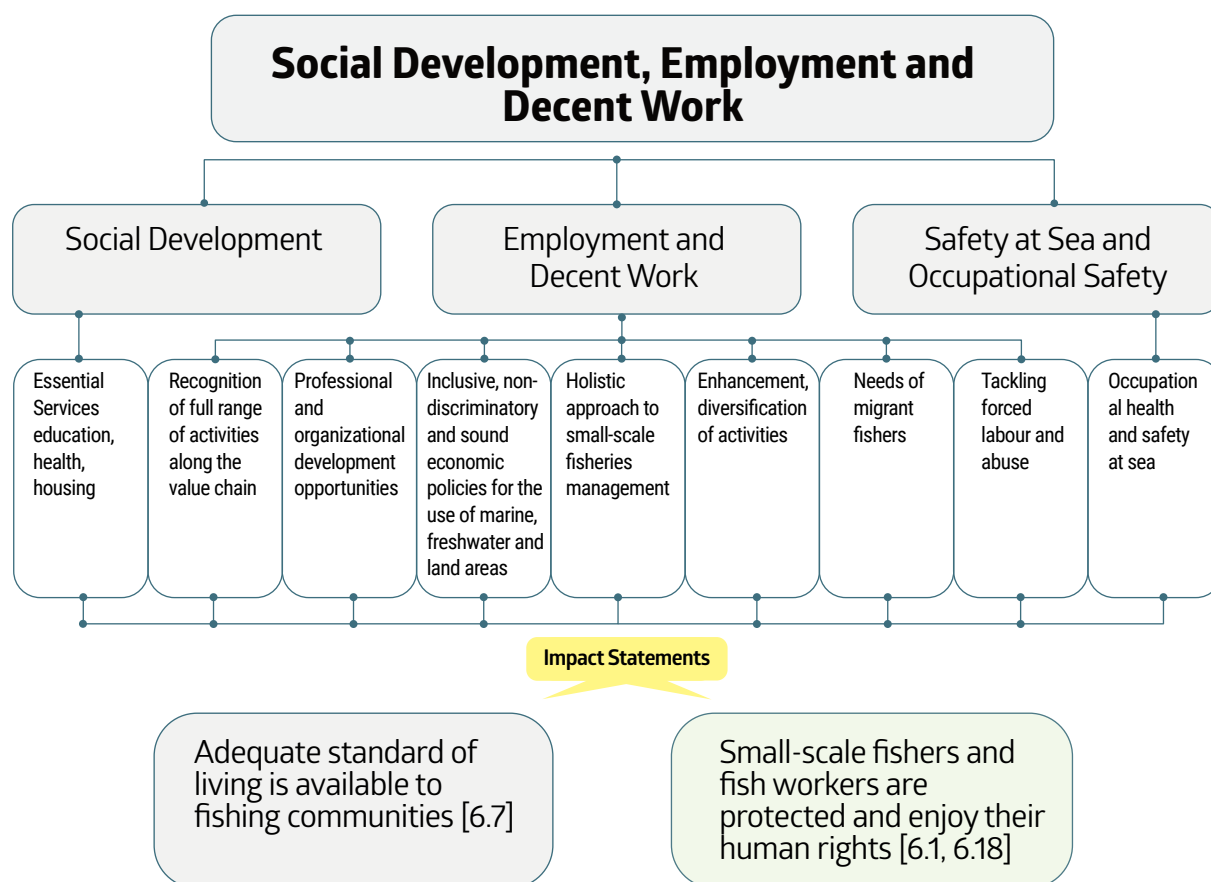 Social Development, Employment and
Decent Work
Social Development
Employment and
Decent Work
Safety at Sea and
Occupational Safety
Essential
Services
education,
health,
housing
Recognition
of full range
of activities
along the
value chain
Professional
and
organizational
development
opportunities
Inclusive, non-
discriminatory
and sound
economic
policies for the
use of marine,
freshwater and
land areas
Holistic
approach to
small-scale
fisheries
management
Enhancement,
diversification
of activities
Needs of
migrant
fishers
Tackling
forced
labour and
abuse
Occupation
al health
and safety
at sea
Impact Statements
Adequate standard of
living is available to
fishing communities [6.7]
Small-scale fishers and
fish workers are
protected and enjoy their
human rights [6.1, 6.18]